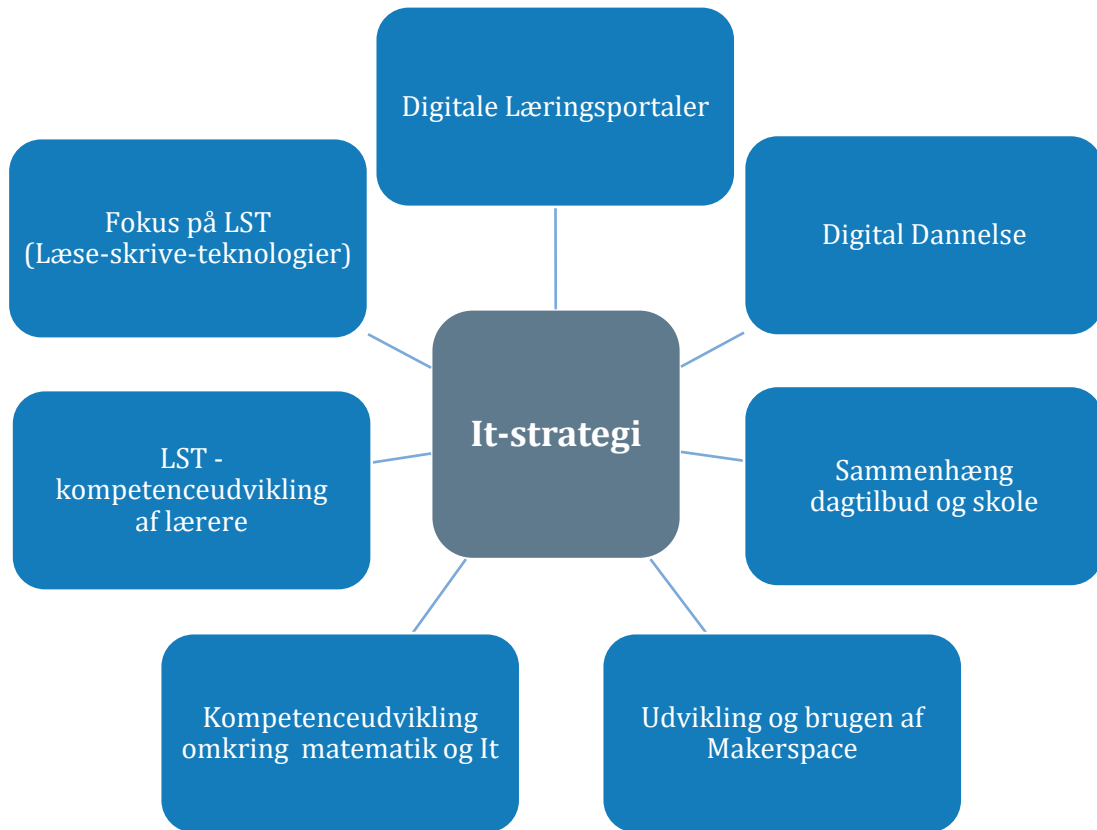 Digitale Læringsportaler
Digital Dannelse
Sammenhæng
dagtilbud og skole
Udvikling og brugen af
Makerspace
Kompetenceudvikling
omkring matematik og It
LST -
kompetenceudvikling
af lærere
Fokus på LST
(Læse-skrive-teknologier)
It-strategi